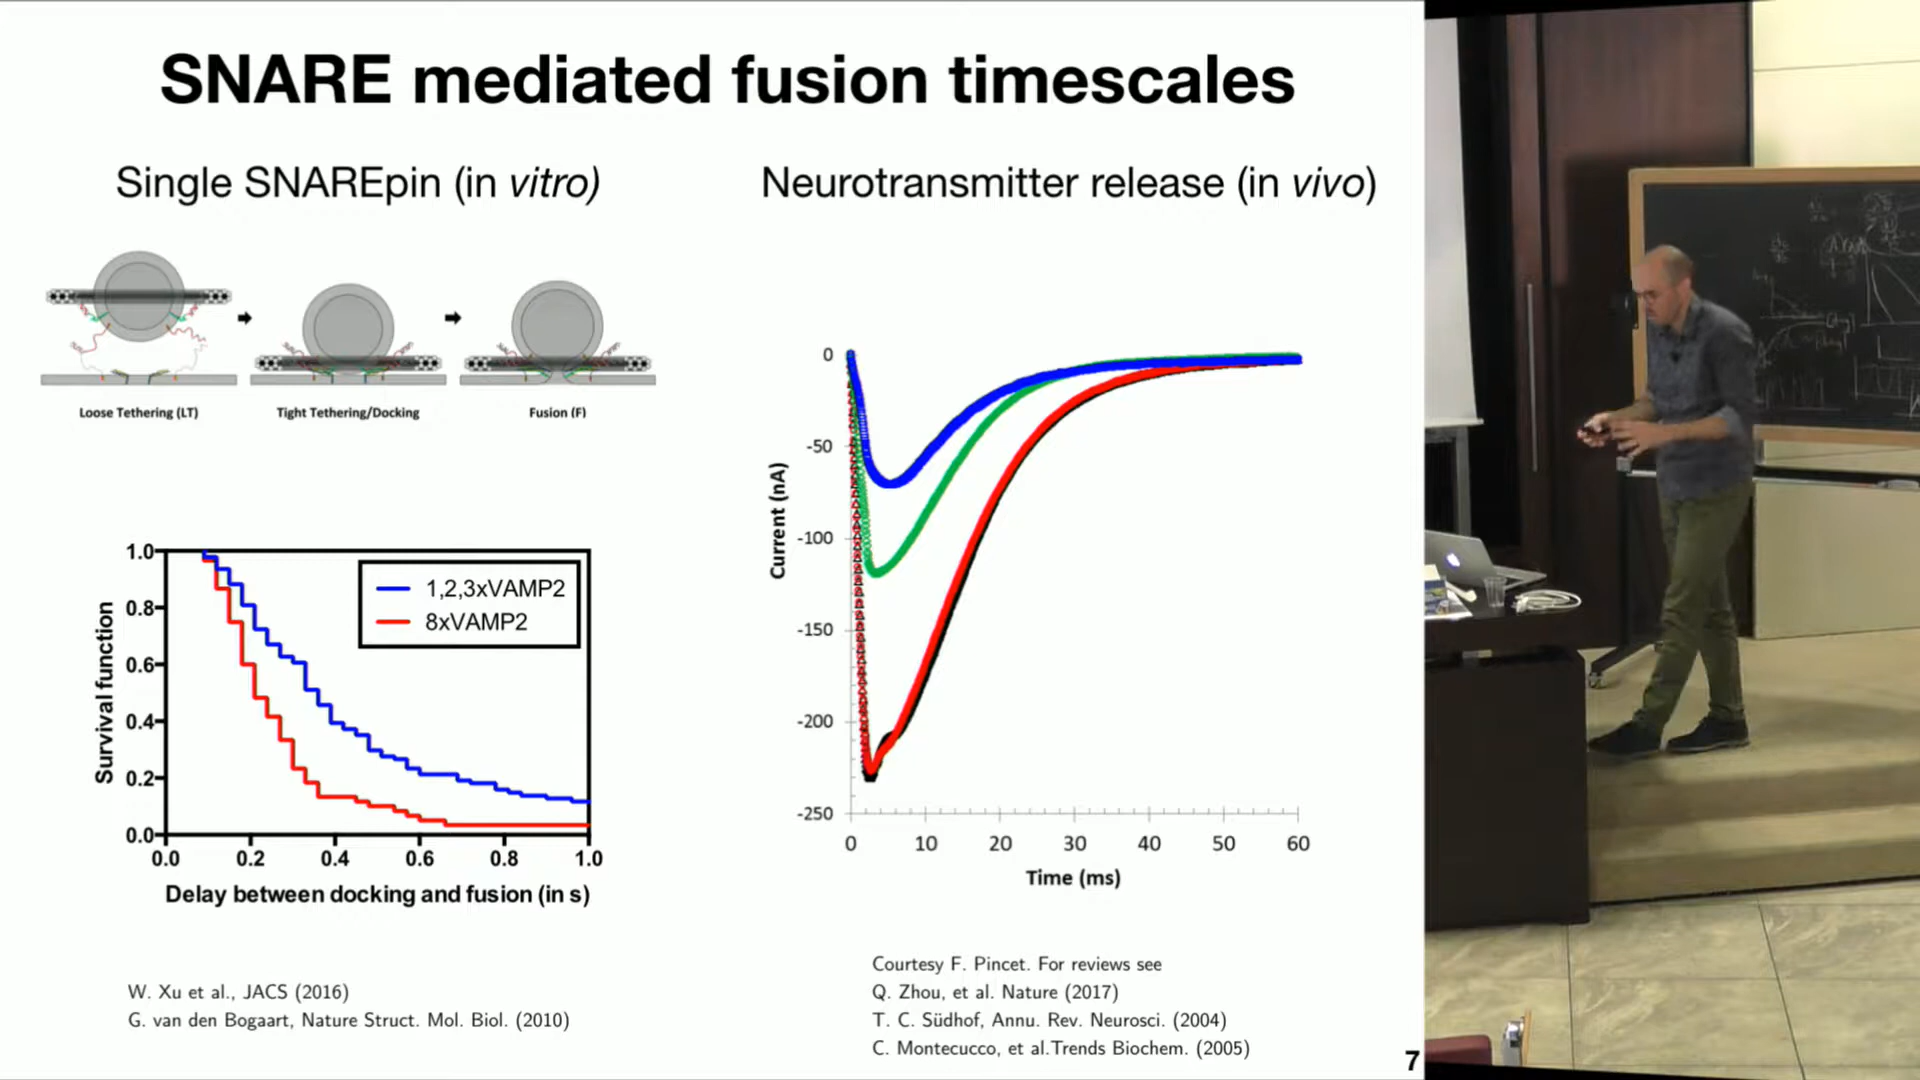 SNARE mediated fusion timescales
Single SNAREpin (in vitro)
Loose Tethering (LT)
Tight Tethering/Docking
Fusion (F)
Survival function
1.0
0.8
0.6
0.4
0.2
0.0
1,2,3xVAMP2
8xVAMP2
0.0 0.2 0.4 0.6 0.8 1.0
Delay between docking and fusion (in s)
W. Xu et al., JACS (2016)
G. van den Bogaart, Nature Struct. Mol. Biol. (2010)
Neurotransmitter release (in vivo)
Current (nA)
0
-50
-100
-150
-200
-250
0 10 20 30 40 50 60
Time (ms)
Courtesy F. Pincet. For reviews see
Q. Zhou, et al. Nature (2017)
T. C. Südhof, Annu. Rev. Neurosci. (2004)
C. Montecucco, et al.Trends Biochem. (2005)
7